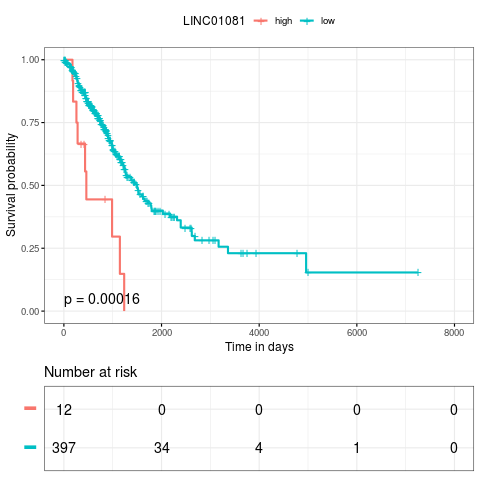 LINC01081 high low
1.00
0.75
0.50
0.25
0.00
Survival probability
p = 0.00016
0 2000 4000 6000 8000
Time in days
Number at risk
12 0 0 0 0
397 34 4 1 0